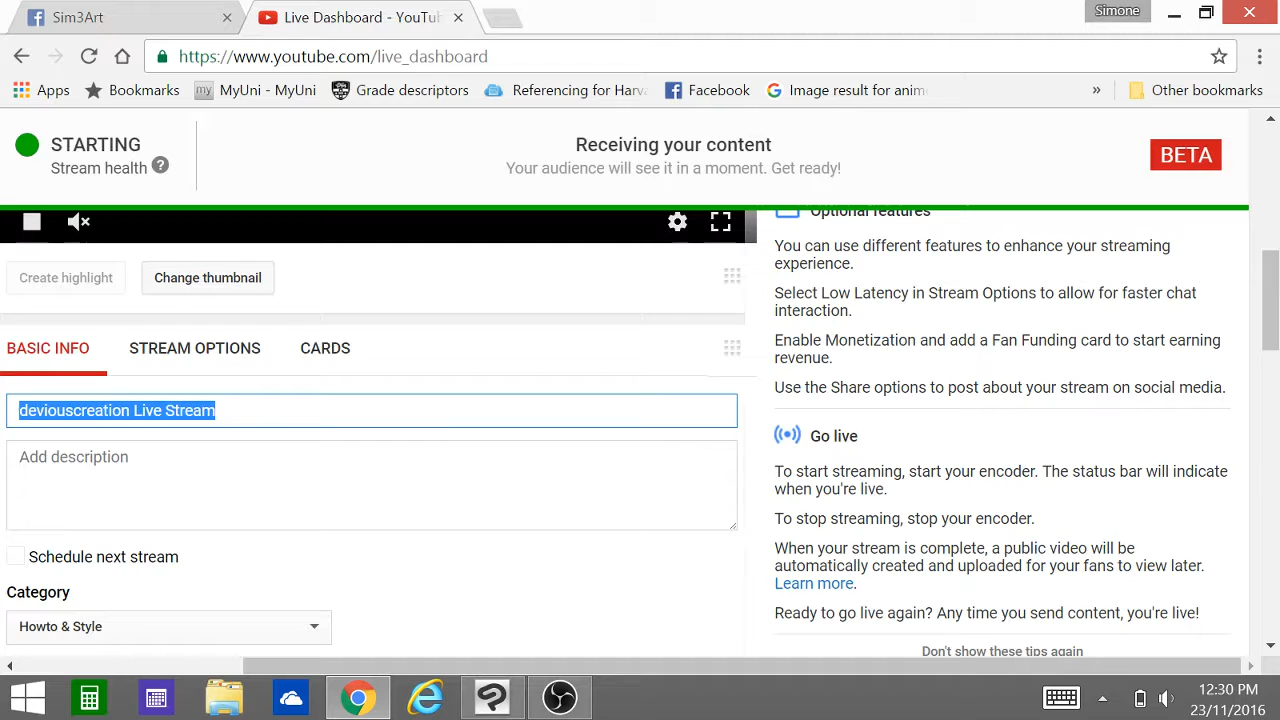 Sim3Art
Live Dashboard - YouTu
Simone
https://www.youtube.com/live_dashboard
Apps
Bookmarks
my
MyUni - MyUni
Grade descriptors
Referencing for Harv
Facebook
Image result for anim
»
Other bookmarks
STARTING
Stream health ?
Receiving your content
Your audience will see it in a moment. Get ready!
BETA
Create highlight
Change thumbnail
BASIC INFO
STREAM OPTIONS
CARDS
deviouscreation Live Stream
Add description
Schedule next stream
Category
Howto & Style
Optional features
You can use different features to enhance your streaming
experience.
Select Low Latency in Stream Options to allow for faster chat
interaction.
Enable Monetization and add a Fan Funding card to start earning
revenue.
Use the Share options to post about your stream on social media.
Go live
To start streaming, start your encoder. The status bar will indicate
when you're live.
To stop streaming, stop your encoder.
When your stream is complete, a public video will be
automatically created and uploaded for your fans to view later.
Learn more.
Ready to go live again? Any time you send content, you're live!
Don't show these tips again
12:30 PM
23/11/2016